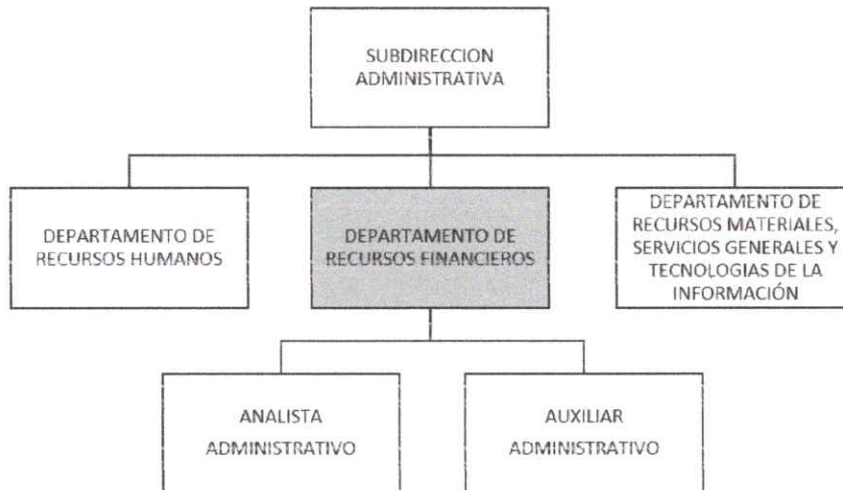 SUBDIRECCION
ADMINISTRATIVA
DEPARTAMENTO DE
RECURSOS HUMANOS
DEPARTAMENTO DE
RECURSOS FINANCIEROS
DEPARTAMENTO DE
RECURSOS MATERIALES,
SERVICIOS GENERALES Y
TECNOLOGIAS DE LA
INFORMACIÓN
ANALISTA
ADMINISTRATIVO
AUXILIAR
ADMINISTRATIVO